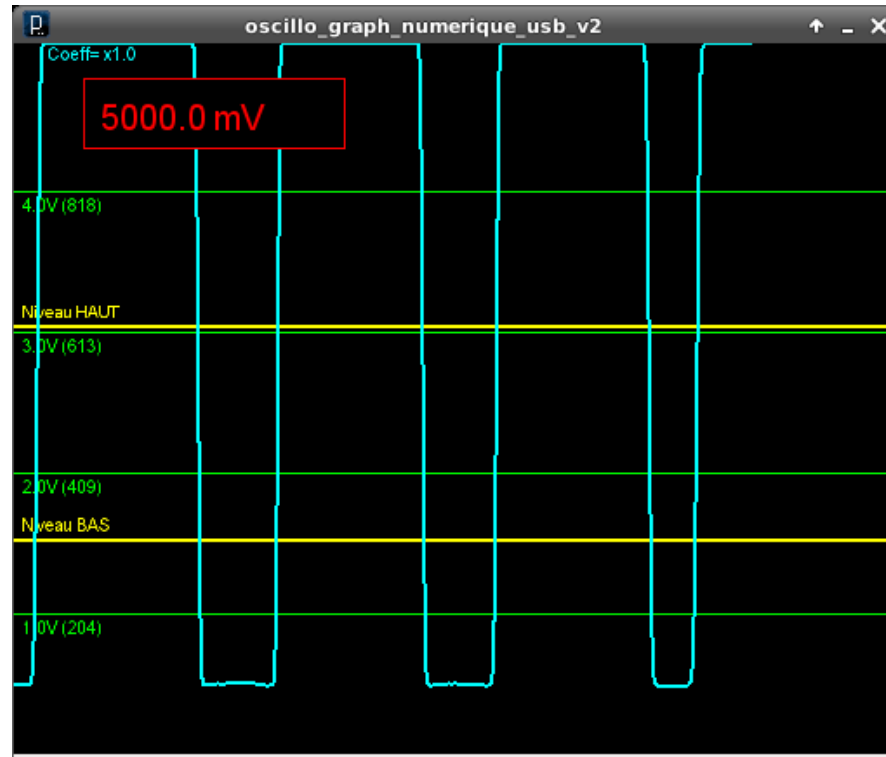 oscillo_graph_numerique_usb_v2
Coeff= x1.0
5000.0 mV
4.0V (818)
Niveau HAUT
3.0V (613)
2.0V (409)
Niveau BAS
1.0V (204)